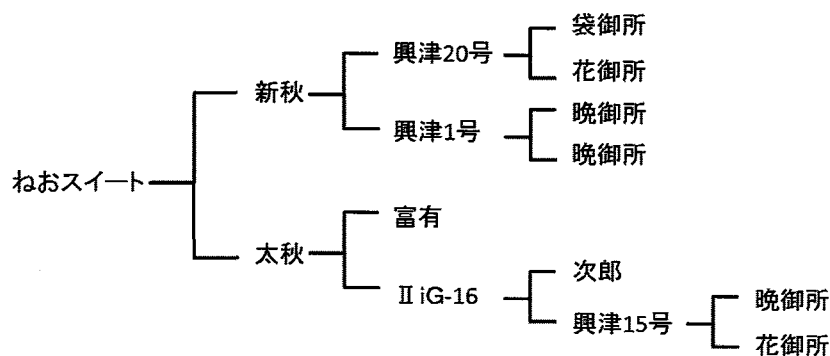 袋御所
興津20号
花御所
新秋
晩御所
興津1号
晩御所
ねおスイート
富有
太秋
次郎
ⅡiG-16
晩御所
興津15号
花御所